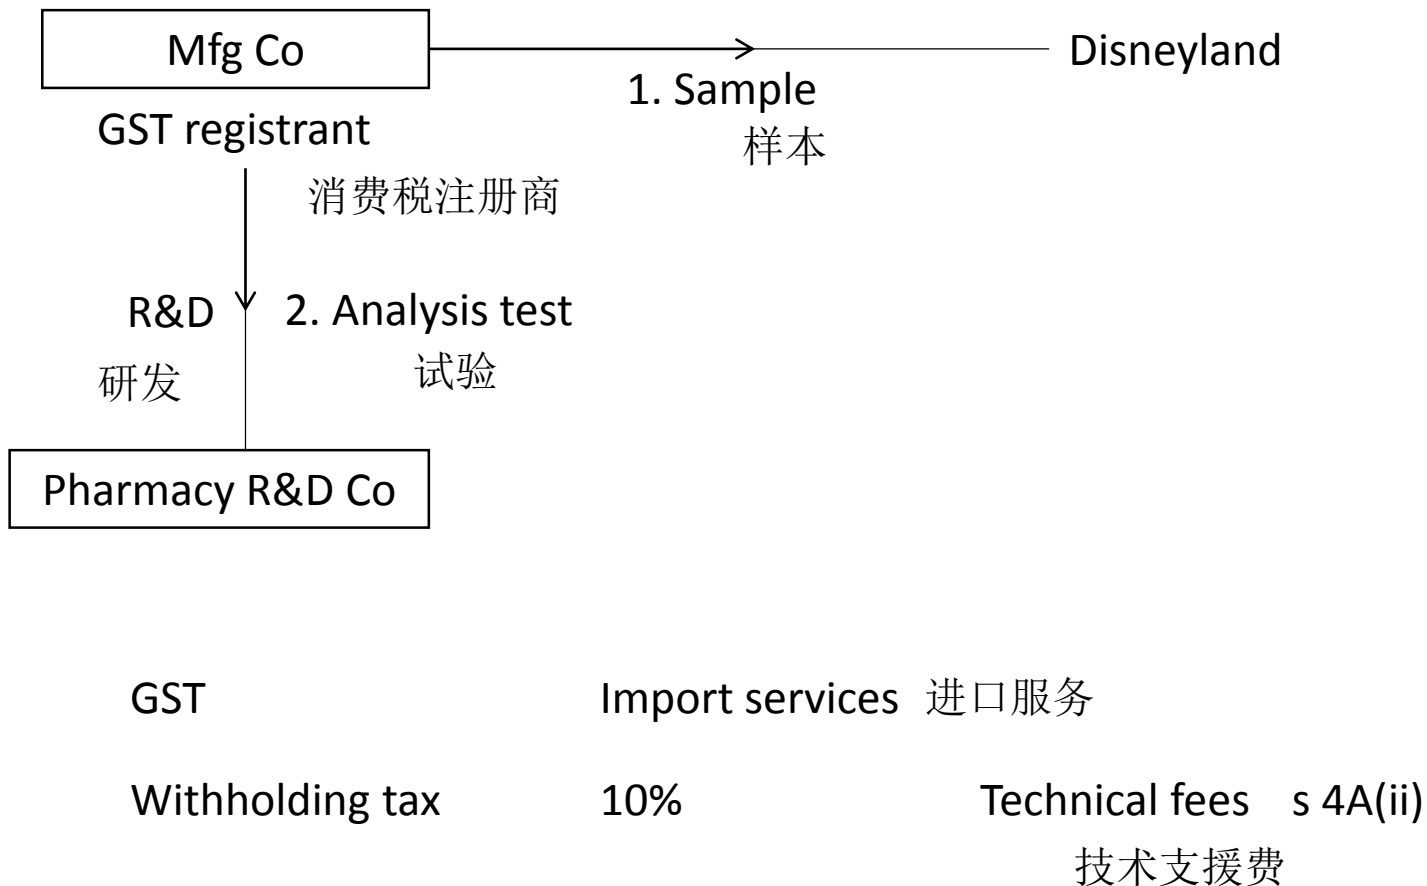 Mfg Co
Disneyland
1. Sample
样本
GST registrant
消费税注册商
R&D
2. Analysis test
研发
试验
Pharmacy R&D Co
GST Import services 进口服务
Withholding tax 10% Technical fees s 4A(ii)
技术支援费